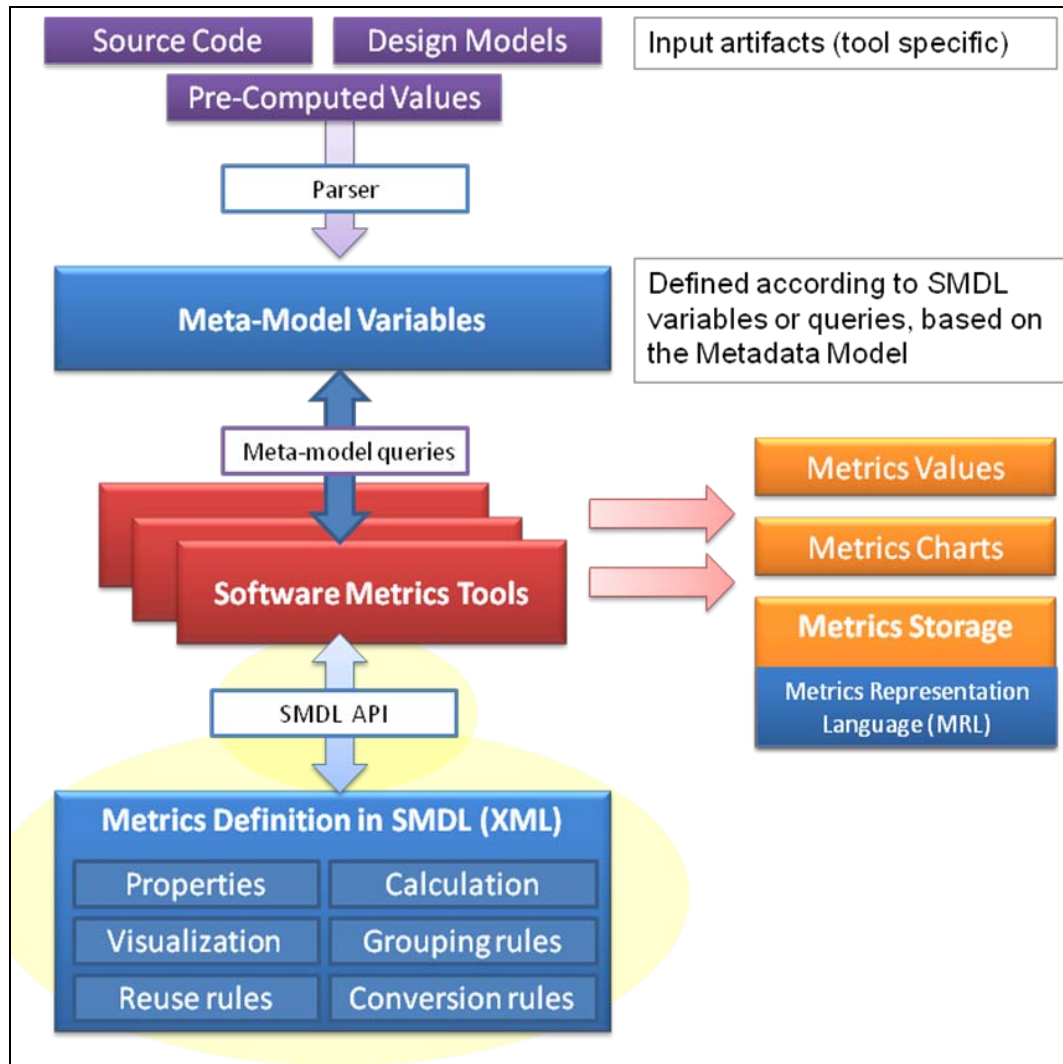 Source Code
Design Models
Input artifacts (tool specific)
Pre-Computed Values
Parser
Meta-Model Variables
Defined according to SMDL
variables or queries, based on
the Metadata Model
Meta-model queries
Metrics Values
Metrics Charts
Software Metrics Tools
Metrics Storage
Metrics Representation
Language (MRL)
SMDL API
Metrics Definition in SMDL (XML)
Properties
Calculation
Visualization
Grouping rules
Reuse rules
Conversion rules